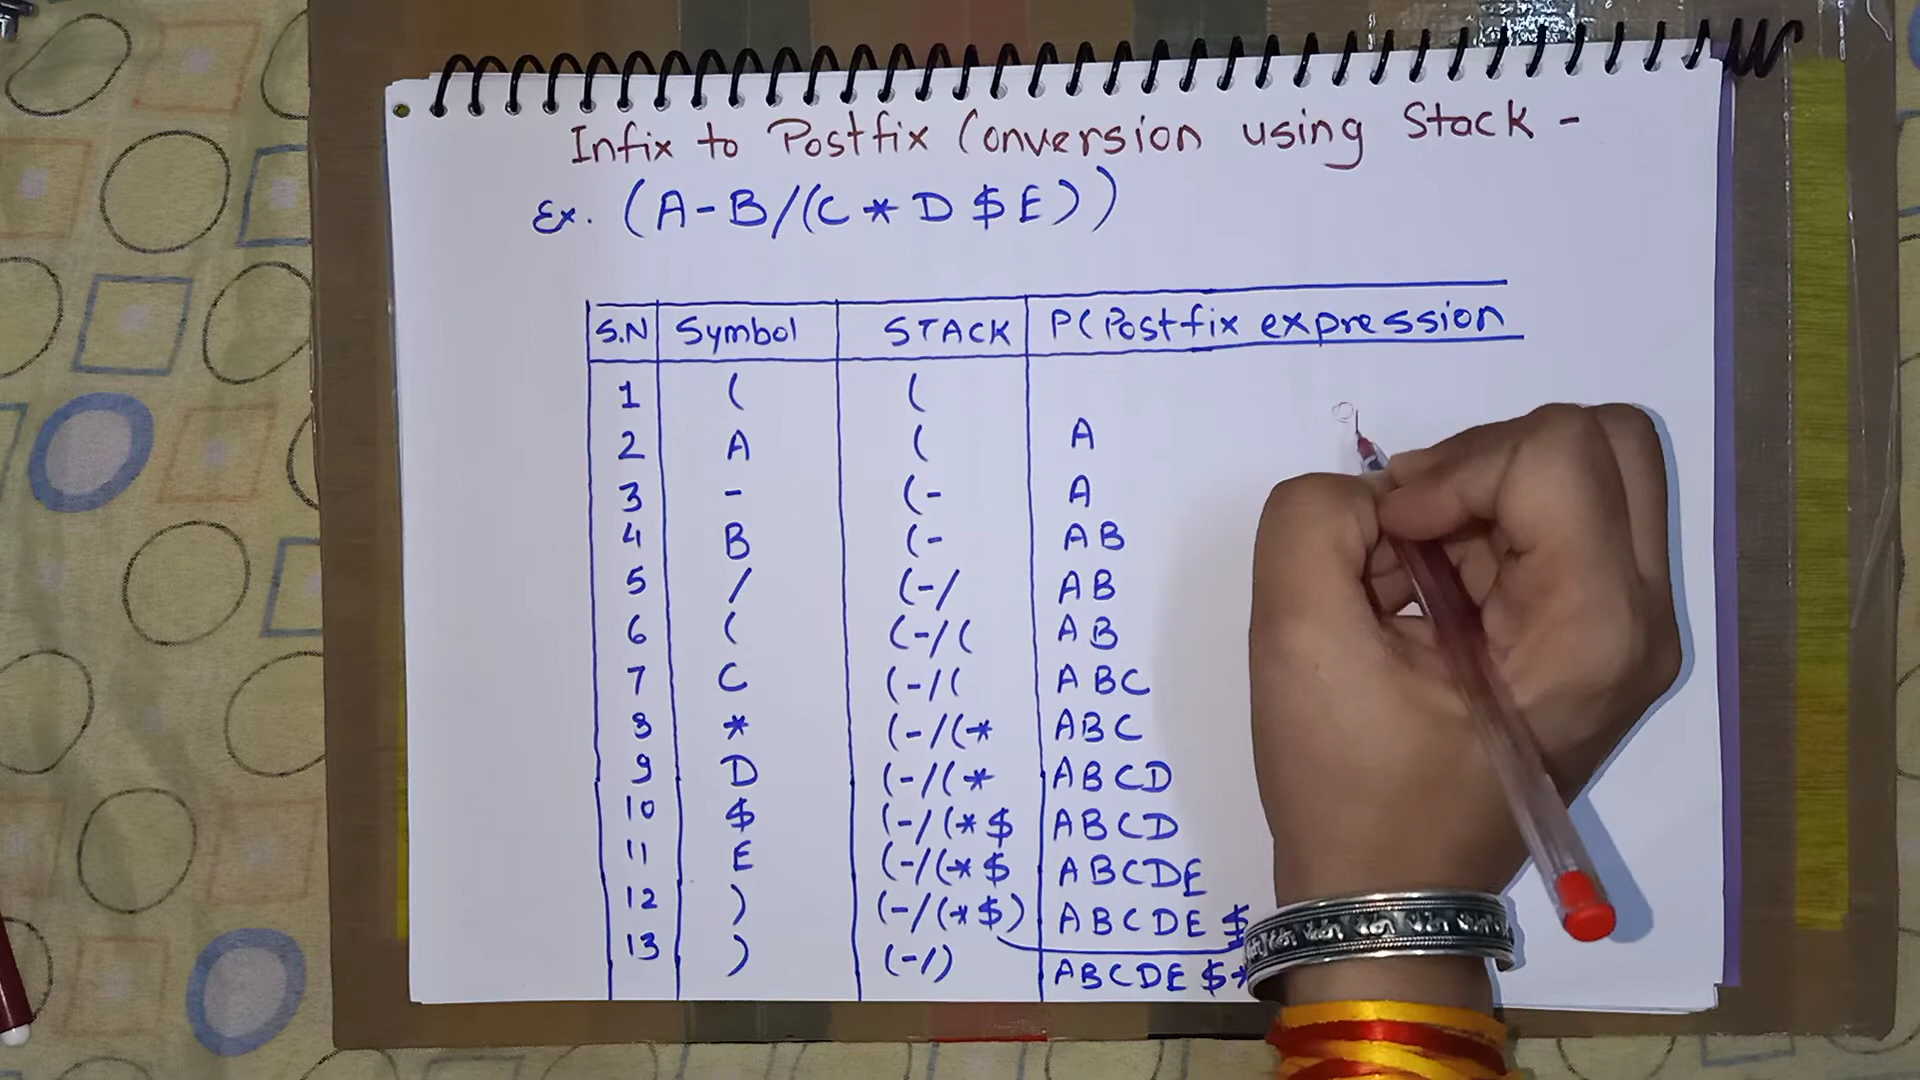 Infix to Postfix Conversion using Stack -
Ex. (A-B/(C*D$E))
S.N Symbol STACK P(Postfix expression
1 ( (
2 A ( A
3 - (- A
4 B (- AB
5 / (-/ AB
6 ( (-/( AB
7 C (-/( ABC
8 * (-/(* ABC
9 D (-/(* ABCD
10 $ (-/(*$ ABCD
11 E (-/(*$ ABCDE
12 ) (-/(*$) ABCDE$
13 ) (-/) ABCDE$*